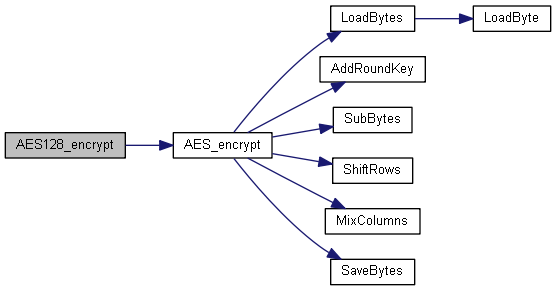 LoadBytes
LoadByte
AddRoundKey
SubBytes
AES128_encrypt
AES_encrypt
ShiftRows
MixColumns
SaveBytes